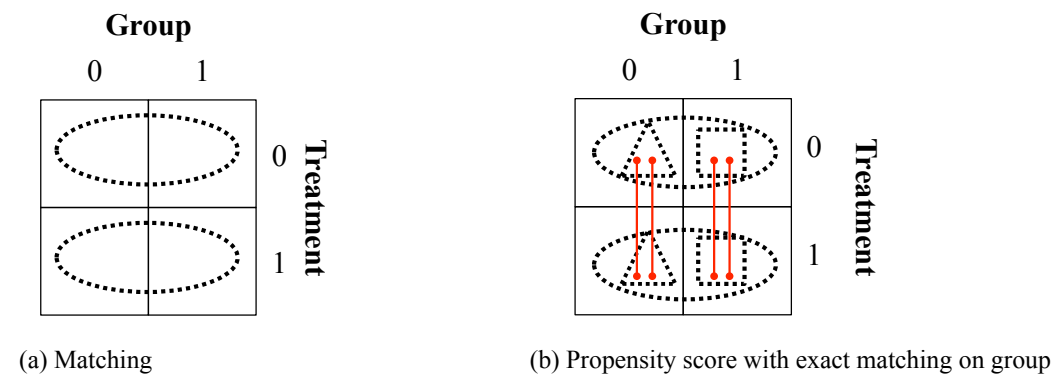 Group
0 1
0
1
Treatment
(a) Matching
Group
0 1
0
1
Treatment
(b) Propensity score with exact matching on group